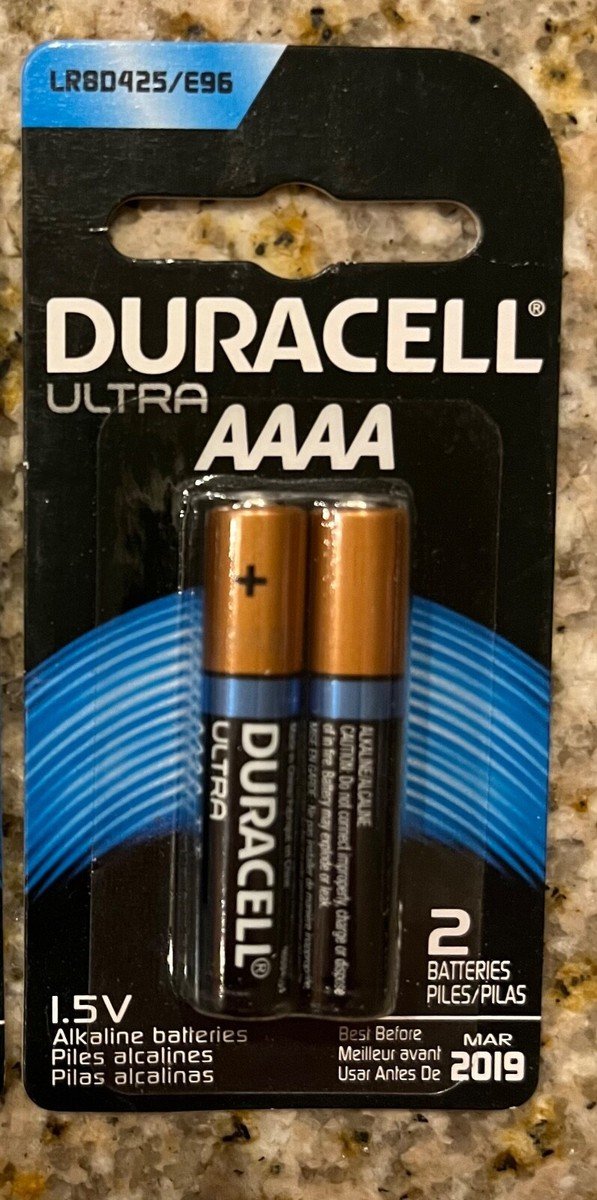 LR8D425/E96
DURACELL®
ULTRA
AAAA
+
DURACELL®
ULTRA
ALKALINE/ALCALINE
CAUTION: Do not connect improperly, charge or dispose
of in fire. Battery may explode or leak
2
BATTERIES
PILES/PILAS
1.5V
Alkaline batteries
Piles alcalines
Pilas alcalinas
Best Before
Meilleur avant
Usar Antes De
MAR
2019